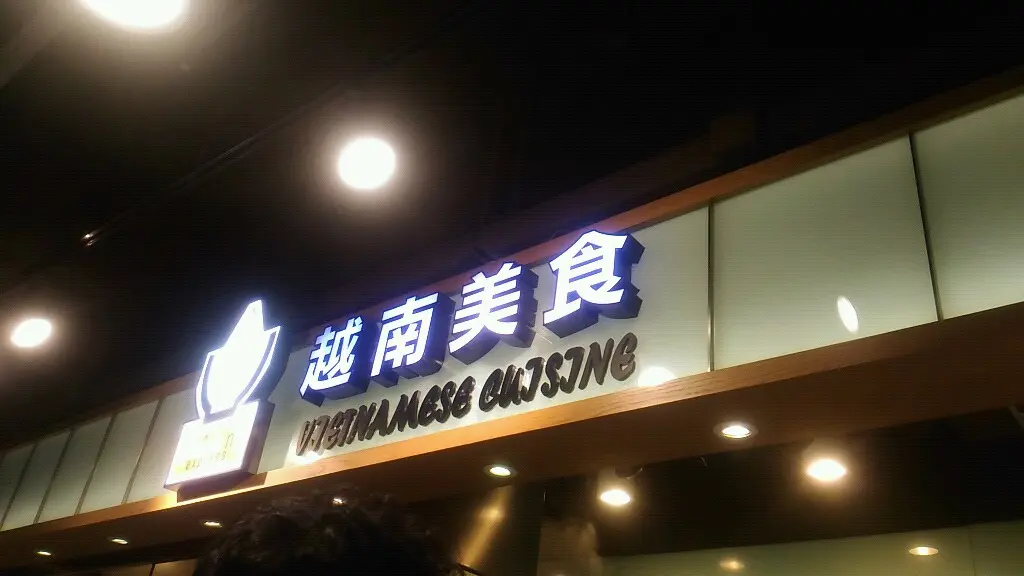 越南美食
VIETNAMESE CUISINE